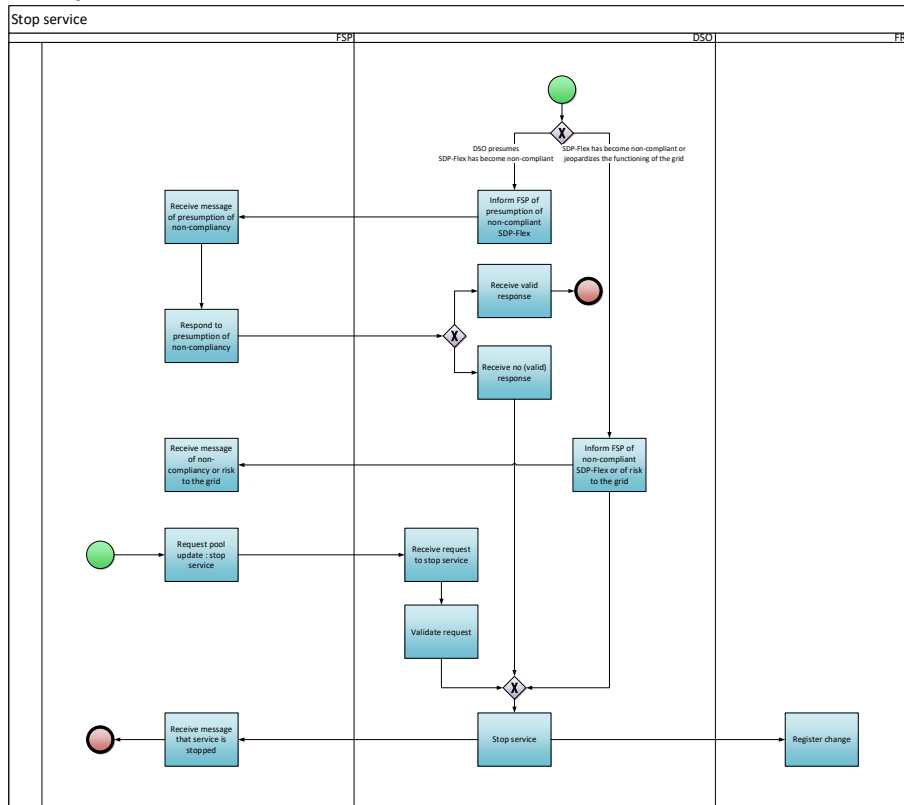 Stop service
FSP
DSO
FR
X
DSO presumes
SDP-Flex has become non-compliant
SDP-Flex has become non-compliant or
jeopardizes the functioning of the grid
Receive message
of presumption of
non-compliancy
Inform FSP of
presumption of
non-compliant
SDP-Flex
Receive valid
response
Respond to
presumption of
non-compliancy
X
Receive no (valid)
response
Receive message
of non-
compliancy or risk
to the grid
Inform FSP of
non-compliant
SDP-Flex or of risk
to the grid
Request pool
update : stop
service
Receive request
to stop service
Validate request
X
Receive message
that service is
stopped
Stop service
Register change